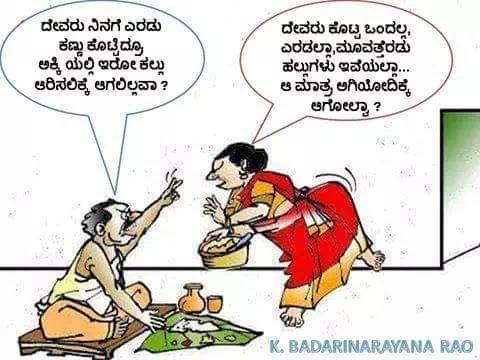 ದೇವರು ನಿನಗೆ ಎರಡು
ಕಣ್ಣು ಕೊಟ್ಟಿದ್ರೂ
ಅಕ್ಕಿ ಯಲ್ಲಿ ಇರೋ ಕಲ್ಲು
ಆರಿಸಲಿಕ್ಕೆ ಆಗಲಿಲ್ಲವಾ ?
ದೇವರು ಕೊಟ್ಟ ಒಂದಲ್ಲ,
ಎರಡಲ್ಲಾ,ಮೂವತ್ತೆರಡು
ಹಲ್ಲುಗಳು ಇವೆಯಲ್ಲಾ...
ಆ ಮಾತ್ರ ಅಗಿಯೋದಿಕ್ಕೆ
ಆಗೋಲ್ವಾ ?
K. BADARINARAYANA RAO